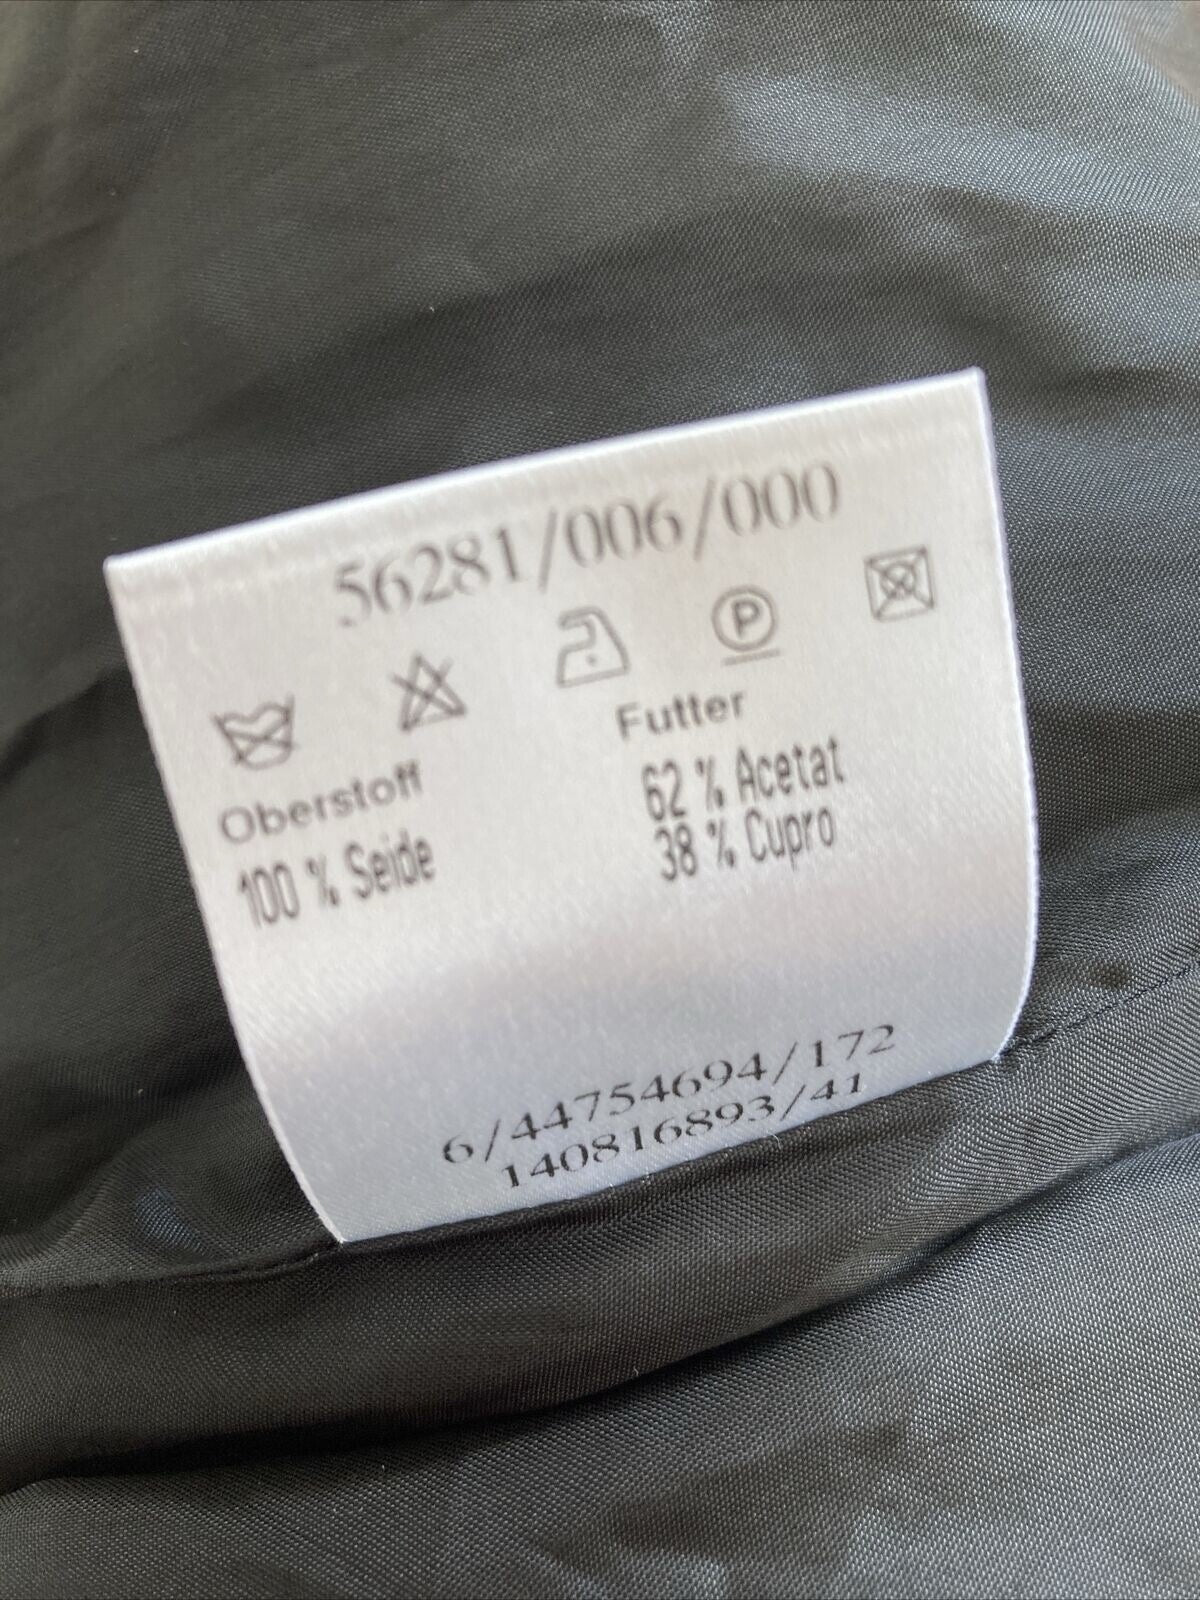 56281/006/000
P
Oberstoff
100 % Seide
Futter
62 % Acetat
38 % Cupro
6/44754694/172
140816893/41